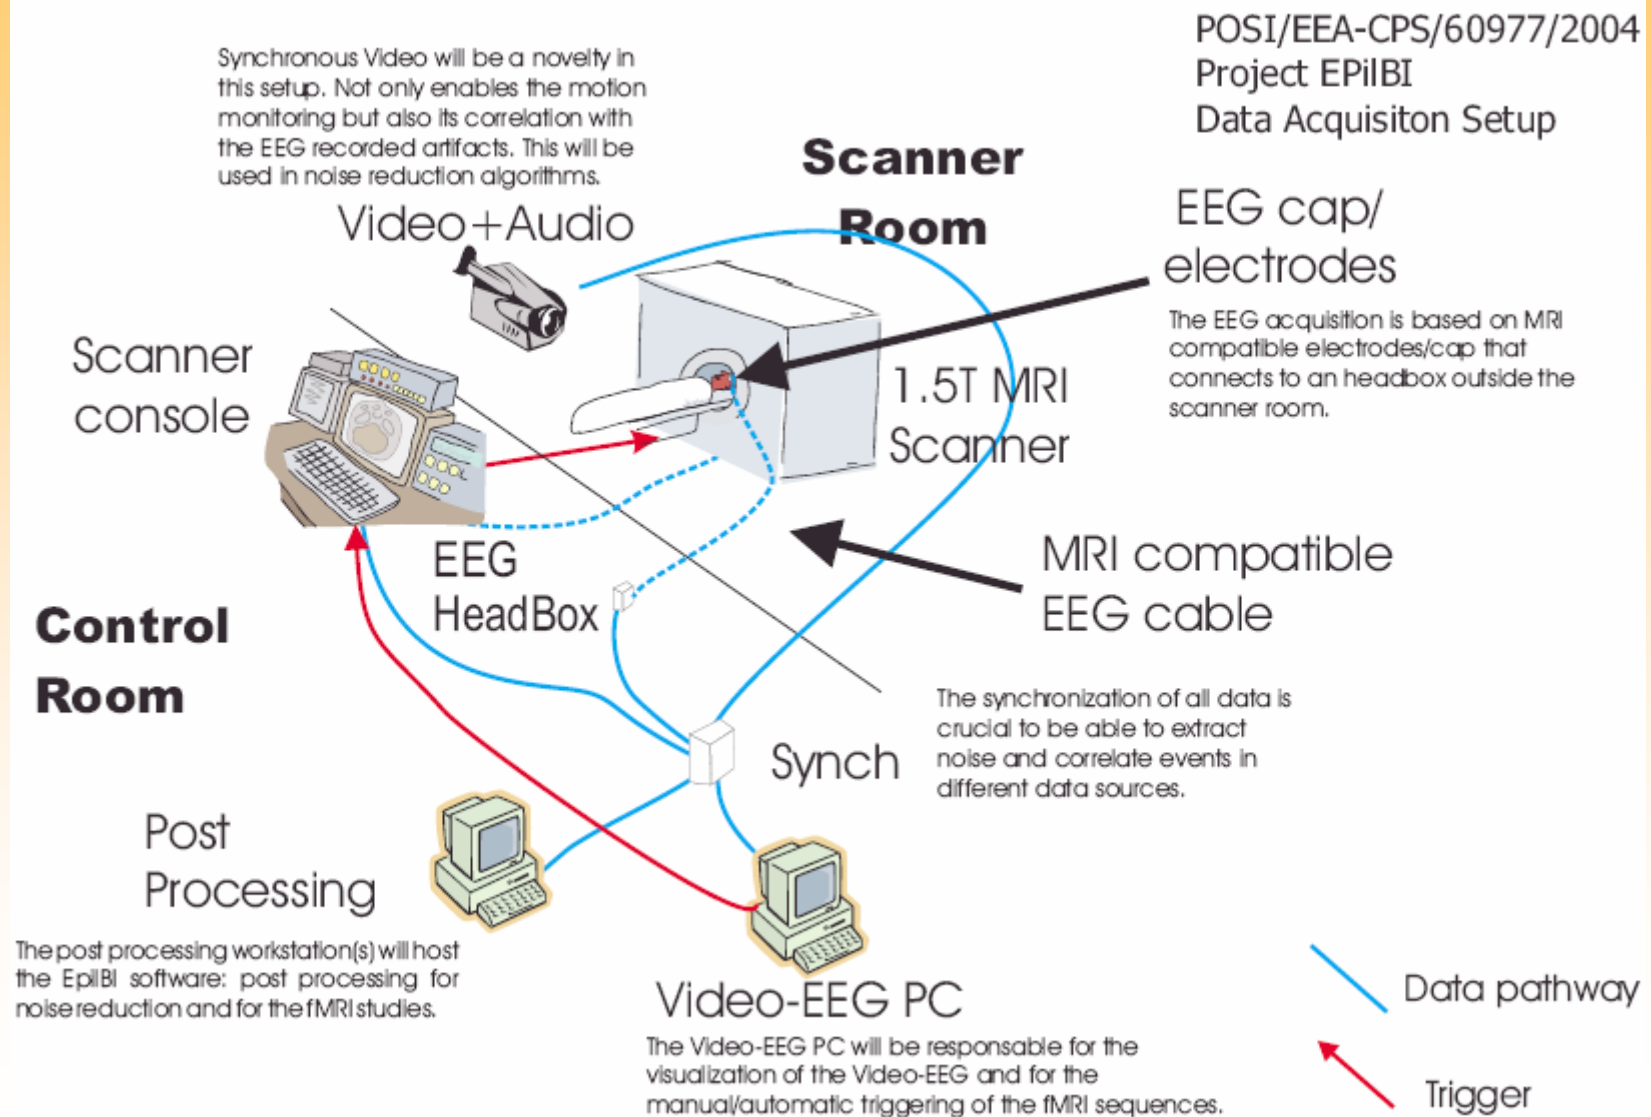 POSI/EEA-CPS/60977/2004
Project EPilBI
Data Acquisiton Setup
Synchronous Video will be a novelty in
this setup. Not only enables the motion
monitoring but also its correlation with
the EEG recorded artifacts. This will be
used in noise reduction algorithms.
Video+Audio
Scanner
Room
EEG cap/
electrodes
The EEG acquisition is based on MRI
compatible electrodes/cap that
connects to an headbox outside the
scanner room.
Scanner
console
1.5T MRI
Scanner
EEG
HeadBox
MRI compatible
EEG cable
Control
Room
The synchronization of all data is
crucial to be able to extract
noise and correlate events in
different data sources.
Synch
Post
Processing
The post processing workstation(s) will host
the EpilBI software: post processing for
noise reduction and for the fMRI studies.
Video-EEG PC
The Video-EEG PC will be responsable for the
visualization of the Video-EEG and for the
manual/automatic triggering of the fMRI sequences.
Data pathway
Trigger